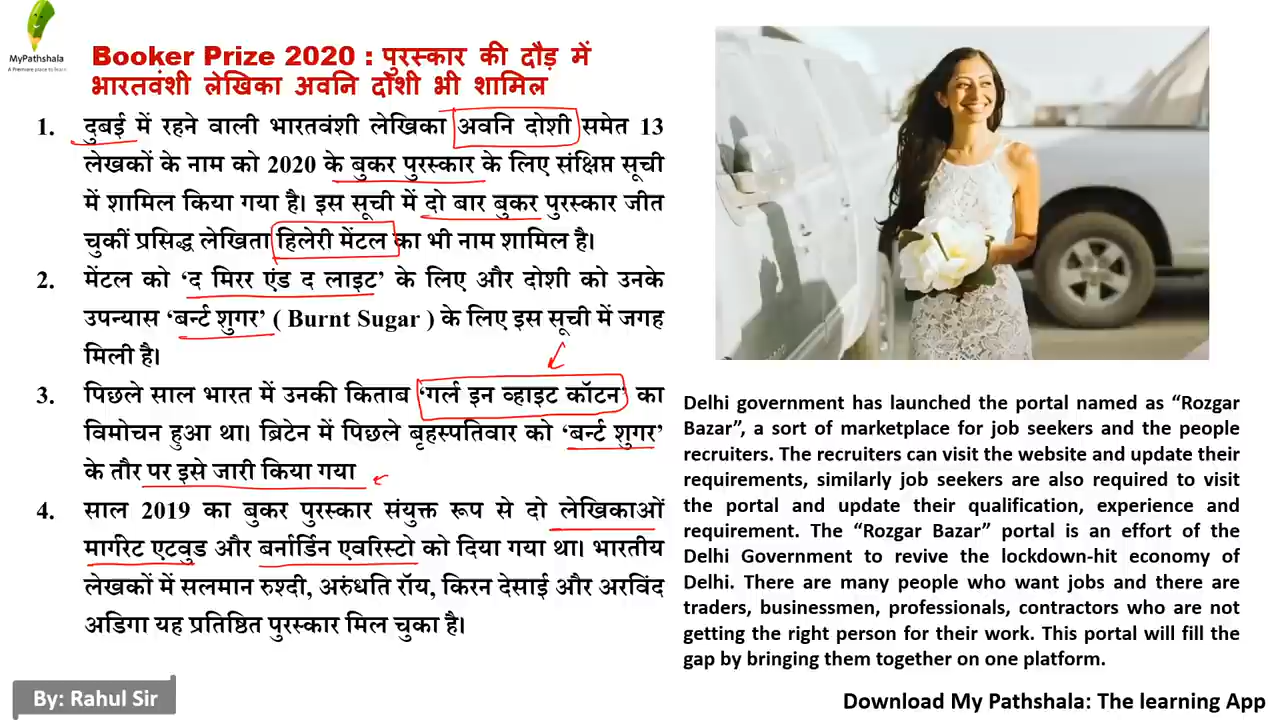 MyPathshala
A Premiere place to learn
Booker Prize 2020 : पुरस्कार की दौड़ में
भारतवंशी लेखिका अवनि दोशी भी शामिल
1. दुबई में रहने वाली भारतवंशी लेखिका अवनि दोशी समेत 13
लेखकों के नाम को 2020 के बुकर पुरस्कार के लिए संक्षिप्त सूची
में शामिल किया गया है। इस सूची में दो बार बुकर पुरस्कार जीत
चुकीं प्रसिद्ध लेखिता हिलेरी मेंटल का भी नाम शामिल है।
2. मेंटल को ‘द मिरर एंड द लाइट’ के लिए और दोशी को उनके
उपन्यास ‘बर्न्ट शुगर’ ( Burnt Sugar ) के लिए इस सूची में जगह
मिली है।
3. पिछले साल भारत में उनकी किताब ‘गर्ल इन व्हाइट कॉटन’ का
विमोचन हुआ था। ब्रिटेन में पिछले बृहस्पतिवार को ‘बर्न्ट शुगर’
के तौर पर इसे जारी किया गया
4. साल 2019 का बुकर पुरस्कार संयुक्त रूप से दो लेखिकाओं
मार्गरेट एटवुड और बर्नार्डिन एवरिस्टो को दिया गया था। भारतीय
लेखकों में सलमान रुश्दी, अरुंधति रॉय, किरन देसाई और अरविंद
अडिगा यह प्रतिष्ठित पुरस्कार मिल चुका है।
Delhi government has launched the portal named as “Rozgar
Bazar”, a sort of marketplace for job seekers and the people
recruiters. The recruiters can visit the website and update their
requirements, similarly job seekers are also required to visit
the portal and update their qualification, experience and
requirement. The “Rozgar Bazar” portal is an effort of the
Delhi Government to revive the lockdown-hit economy of
Delhi. There are many people who want jobs and there are
traders, businessmen, professionals, contractors who are not
getting the right person for their work. This portal will fill the
gap by bringing them together on one platform.
By: Rahul Sir
Download My Pathshala: The learning App